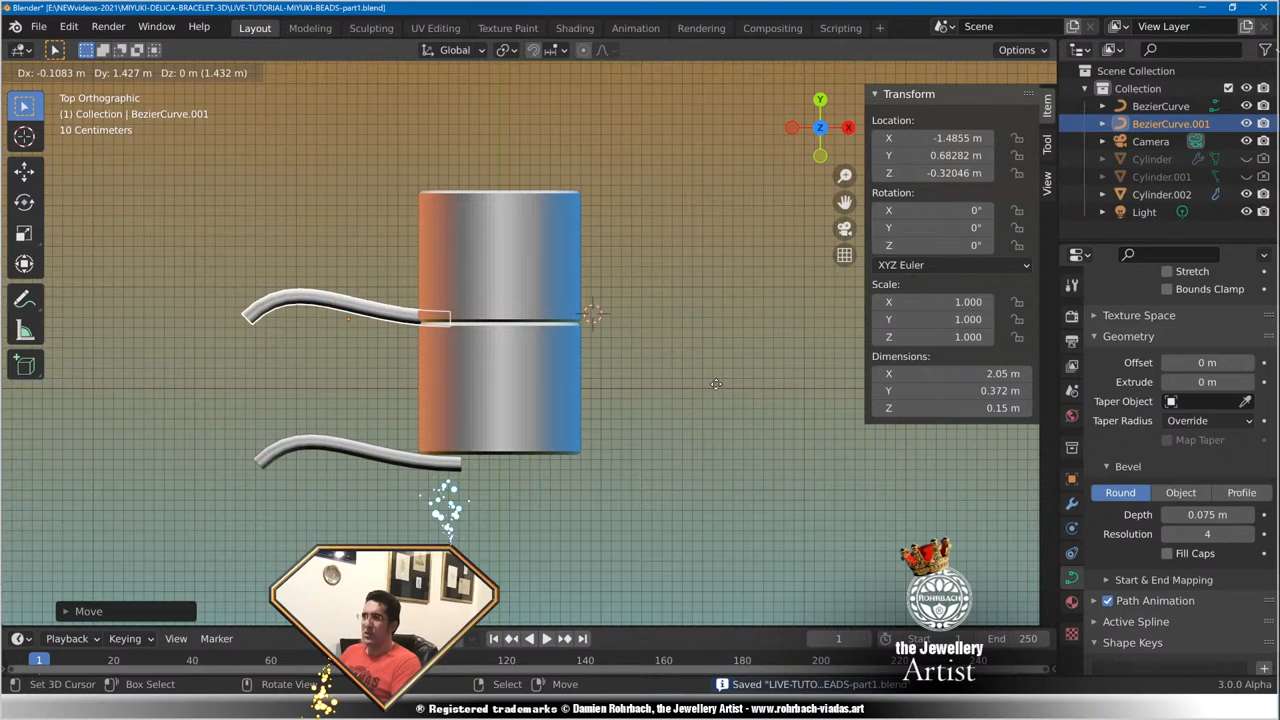 Blender* [E:\NEWvideos-2021\MIYUKI-DELICA-BRACELET-3D\LIVE-TUTORIAL-MIYUKI-BEADS-part1.blend]
File Edit Render Window Help Layout Modeling Sculpting UV Editing Texture Paint Shading Animation Rendering Compositing Scripting + Scene View Layer
Global Options
Dx: -0.1083 m Dy: 1.427 m Dz: 0 m (1.432 m)
Top Orthographic
(1) Collection | BezierCurve.001
10 Centimeters
Y
Z
X
Transform
Location:
X -1.4855 m
Y 0.68282 m
Z -0.32046 m
Rotation:
X 0°
Y 0°
Z 0°
XYZ Euler
Scale:
X 1.000
Y 1.000
Z 1.000
Dimensions:
X 2.05 m
Y 0.372 m
Z 0.15 m
Item
Tool
View
Scene Collection
Collection
BezierCurve
BezierCurve.001
Camera
Cylinder
Cylinder.001
Cylinder.002
Light
Stretch
Bounds Clamp
Texture Space
Geometry
Offset 0 m
Extrude 0 m
Taper Object
Taper Radius Override
Map Taper
Bevel
Round Object Profile
Depth 0.075 m
Resolution 4
Fill Caps
Start & End Mapping
Path Animation
Active Spline
Shape Keys
ROHRBACH
the Jewellery
Artist
Move
Playback Keying View Marker 1 Start End 250
1 20 40 60 120 140 160 180 200 220
Set 3D Cursor Box Select Rotate View Select Move Saved "LIVE-TUTO...EADS-part1.blend" 3.0.0 Alpha
® Registered trademarks © Damien Rohrbach, the Jewellery Artist - www.rohrbach-viadas.art